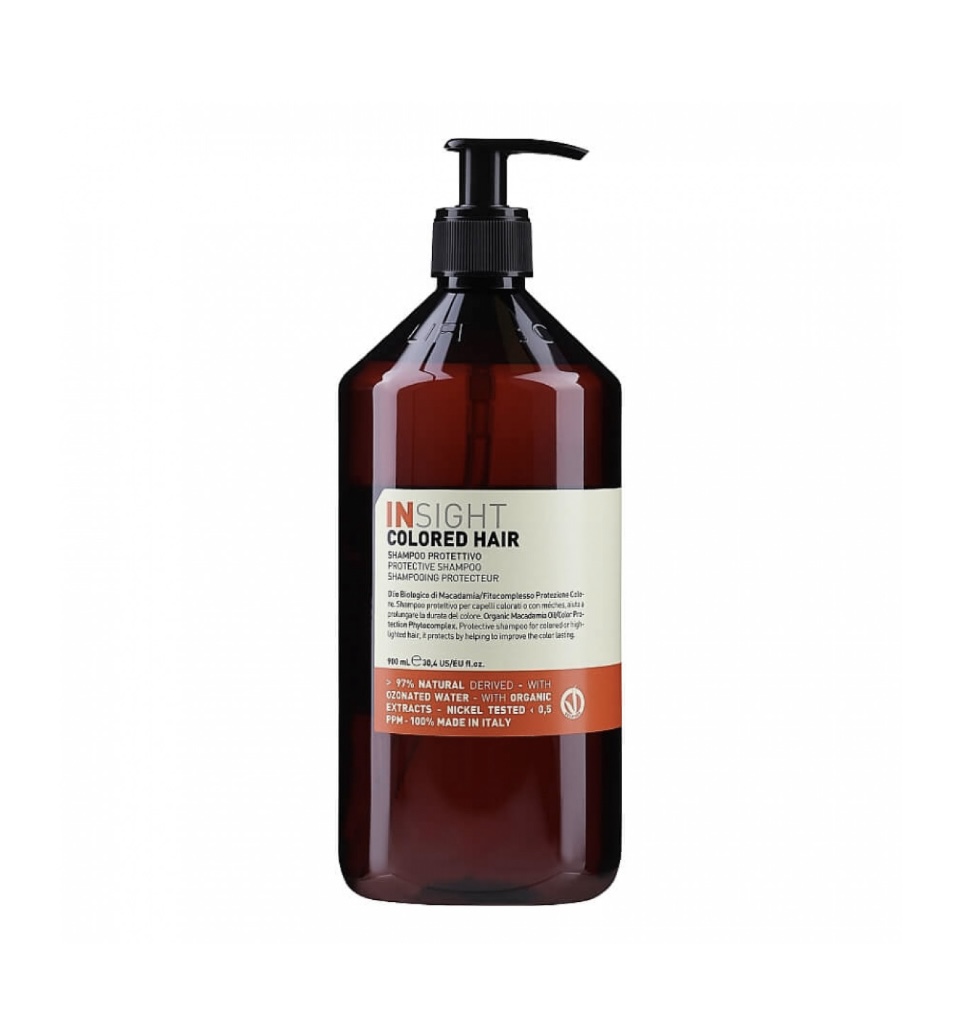 INSIGHT
COLORED HAIR
SHAMPOO PROTETTIVO
PROTECTIVE SHAMPOO
SHAMPOOING PROTECTEUR
Olio Biologico di Macadamia/Fitocomplesso Protezione Colo-
re. Shampoo protettivo per capelli colorati o con mèches, aiuta a
prolungare la durata del colore. Organic Macadamia Oil/Color Pro-
tection Phytocomplex. Protective shampoo for colored or high-
lighted hair, it protects by helping to improve the color lasting.
900 mL ℮ 30,4 US/EU fl.oz.
> 97% NATURAL DERIVED - WITH
OZONATED WATER - WITH ORGANIC
EXTRACTS - NICKEL TESTED < 0,5
PPM - 100% MADE IN ITALY